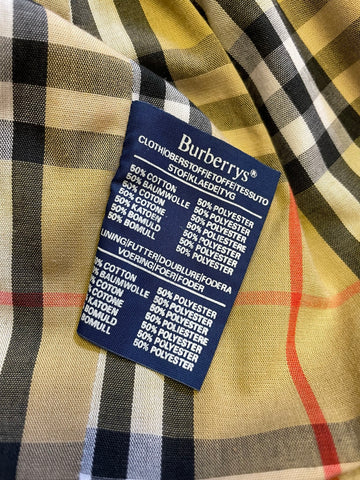 Burberrys®
CLOTH|OBERSTOFF|ETOFFE|TESSUTO
STOF|KLAEDE|TYG
50% COTTON 50% POLYESTER
50% BAUMWOLLE 50% POLYESTER
50% COTON 50% POLYESTER
50% COTONE 50% POLIESTERE
50% KATOEN 50% POLYESTER
50% BOMULD 50% POLYESTER
50% BOMULL 50% POLYESTER
LINING|FUTTER|DOUBLURE|FODERA
VOERING|FOER|FODER
COTTON 50% POLYESTER
BAUMWOLLE 50% POLYESTER
COTON 50% POLYESTER
COTONE 50% POLIESTERE
KATOEN 50% POLYESTER
BOMULD 50% POLYESTER
BOMULL 50% POLYESTER